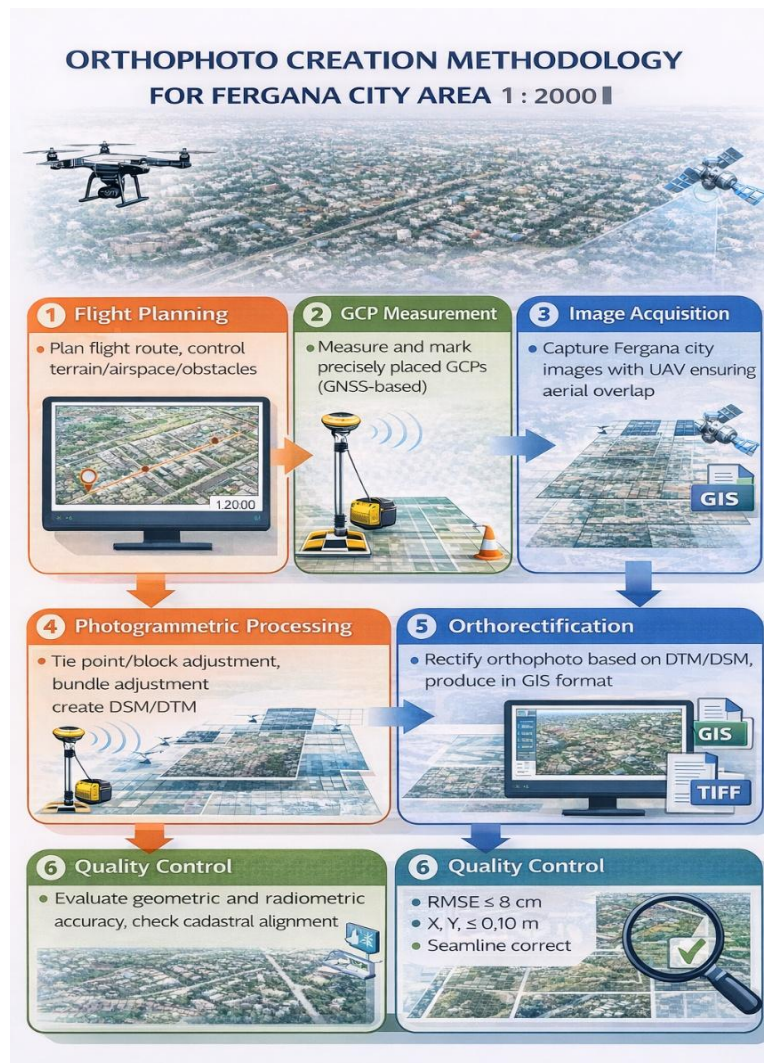 ORTHOPHOTO CREATION METHODOLOGY
FOR FERGANA CITY AREA 1 : 2000
1 Flight Planning
• Plan flight route, control
terrain/airspace/obstacles
1.20:00
2 GCP Measurement
• Measure and mark
precisely placed GCPs
(GNSS-based)
3 Image Acquisition
• Capture Fergana city
images with UAV ensuring
aerial overlap
GIS
4 Photogrammetric Processing
• Tie point/block adjustment,
bundle adjustment
create DSM/DTM
5 Orthorectification
• Rectify orthophoto based on DTM/DSM,
produce in GIS format
GIS
TIFF
6 Quality Control
• Evaluate geometric and radiometric
accuracy, check cadastral alignment
6 Quality Control
• RMSE ≤ 8 cm
• X, Y, ≤ 0,10 m
• Seamline correct